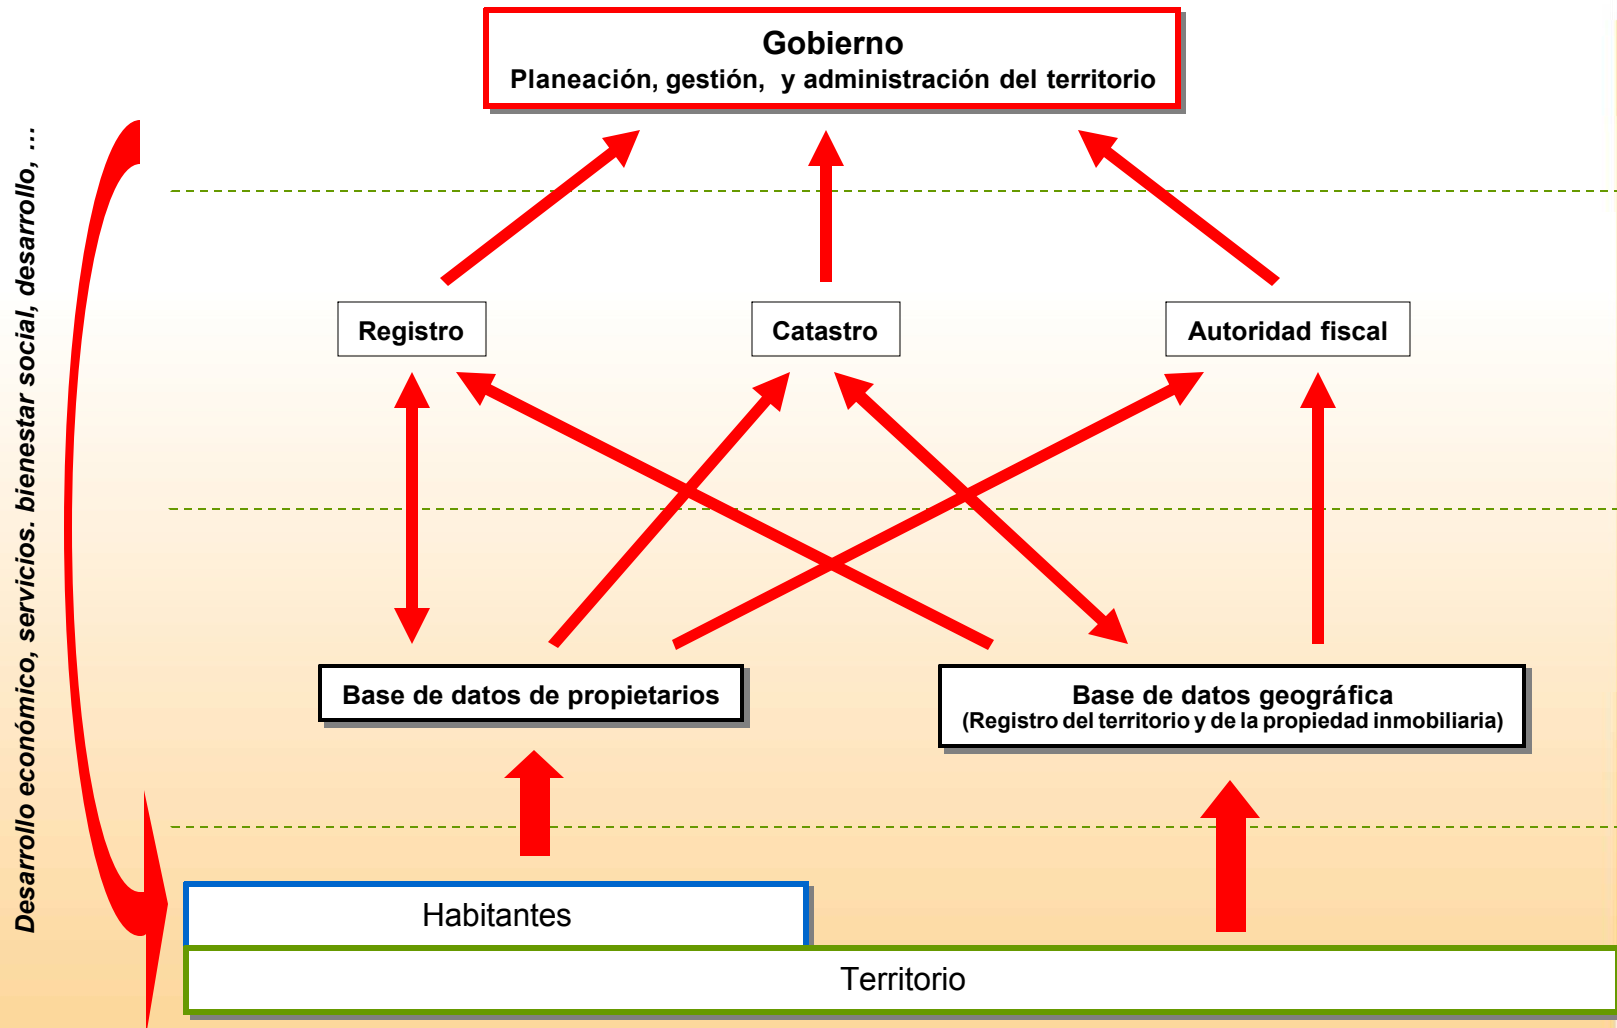 Gobierno
Planeación, gestión,  y administración del territorio
Desarrollo económico, servicios. bienestar social, desarrollo, ...
Registro
Catastro
Autoridad fiscal
Base de datos de propietarios
Base de datos geográfica
(Registro del territorio y de la propiedad inmobiliaria)
Habitantes
Territorio